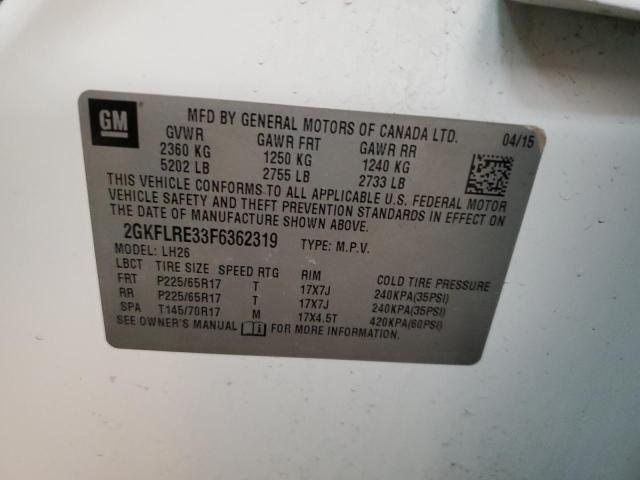 GM
MFD BY GENERAL MOTORS OF CANADA LTD. 04/15
GVWR GAWR FRT GAWR RR
2360 KG 1250 KG 1240 KG
5202 LB 2755 LB 2733 LB
THIS VEHICLE CONFORMS TO ALL APPLICABLE U.S. FEDERAL MOTOR
VEHICLE SAFETY AND THEFT PREVENTION STANDARDS IN EFFECT ON
THE DATE OF MANUFACTURE SHOWN ABOVE.
2GKFLRE33F6362319 TYPE: M.P.V.
MODEL: LH26
LBCT TIRE SIZE SPEED RTG RIM COLD TIRE PRESSURE
FRT P225/65R17 T 17X7J 240KPA(35PSI)
RR P225/65R17 T 17X7J 240KPA(35PSI)
SPA T145/70R17 M 17X4.5T 420KPA(60PSI)
SEE OWNER'S MANUAL FOR MORE INFORMATION.